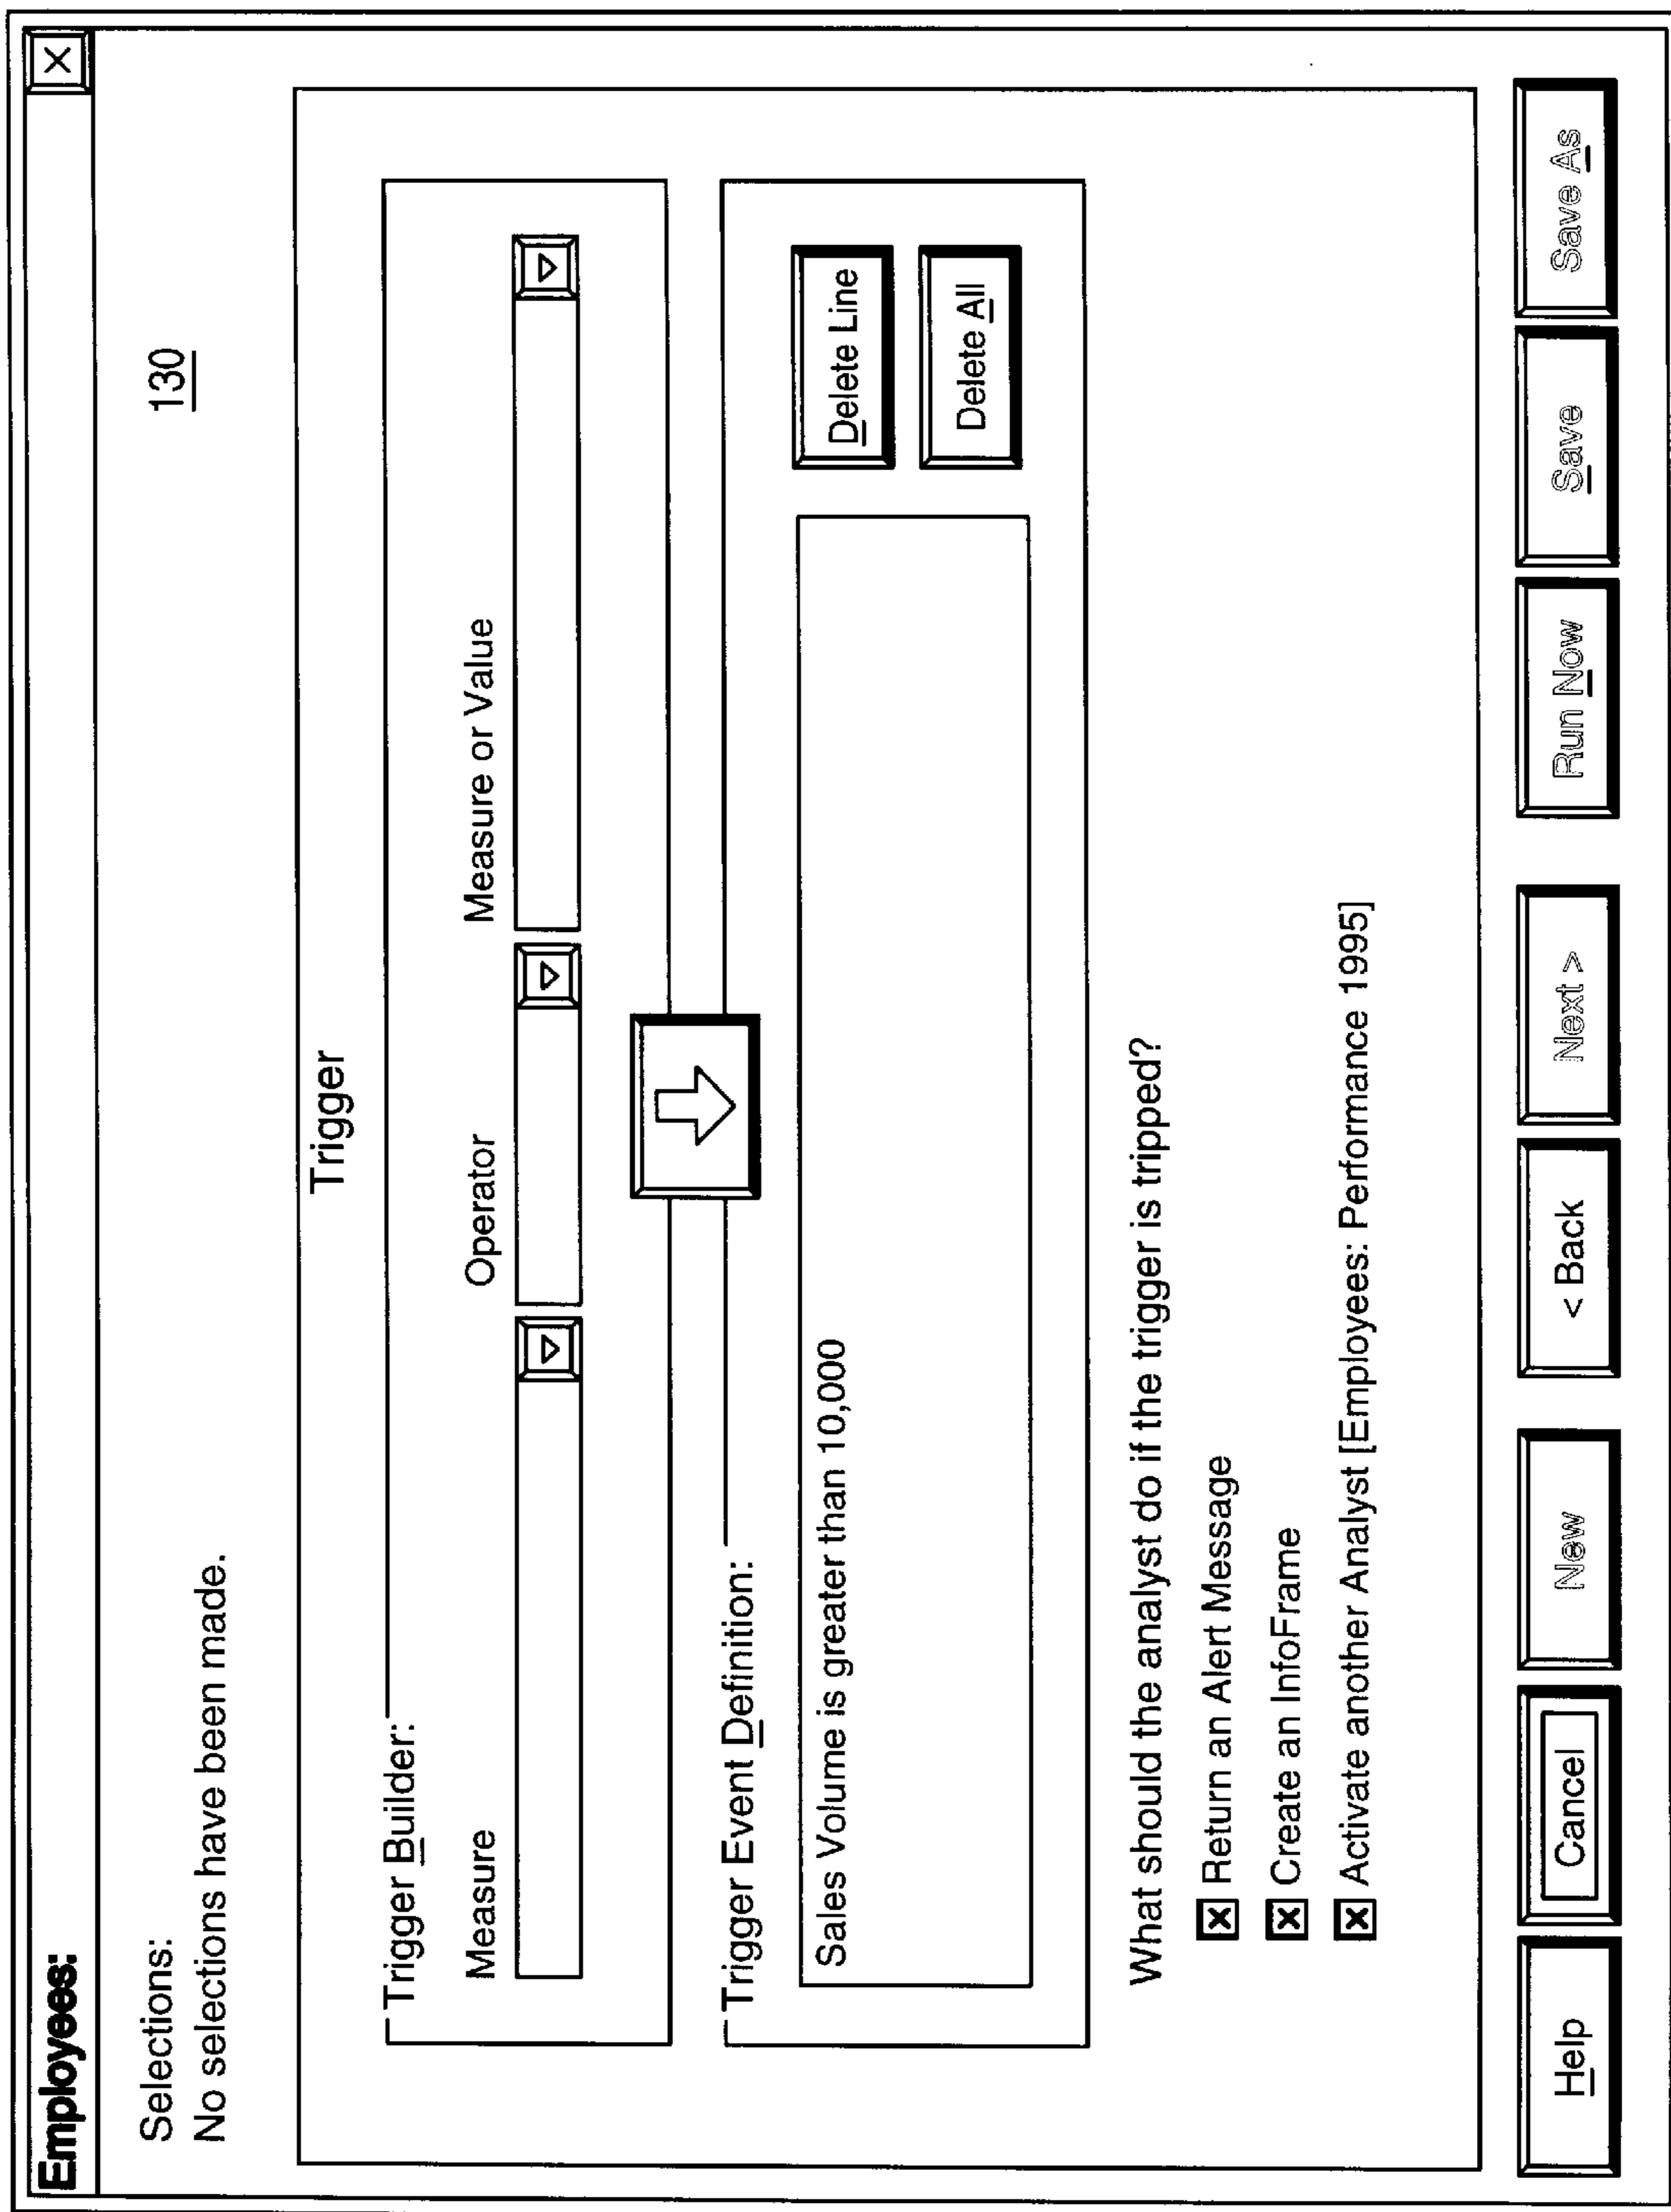 Employees:
X
Selections:
130
No selections have been made.
Trigger
Trigger Builder:
Measure Operator Measure or Value
Trigger Event Definition:
Sales Volume is greater than 10,000
Delete Line
Delete All
What should the analyst do if the trigger is tripped?
Return an Alert Message
Create an InfoFrame
Activate another Analyst [Employees: Performance 1995]
Help Cancel New < Back Next > Run Now Save Save As